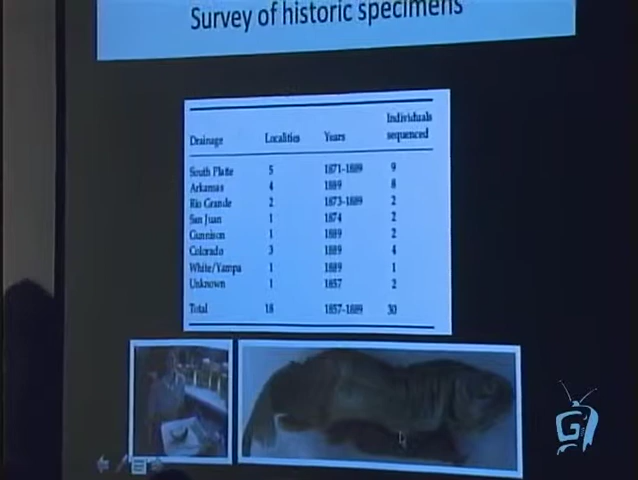 Survey of historic specimens
Drainage Localities Years Individuals sequenced
South Platte 5 1871-1889 9
Arkansas 4 1889 8
Rio Grande 2 1873-1889 2
San Juan 1 1874 2
Gunnison 1 1889 2
Colorado 3 1889 4
White/Yampa 1 1889 1
Unknown 1 1857 2
Total 18 1857-1889 30
G